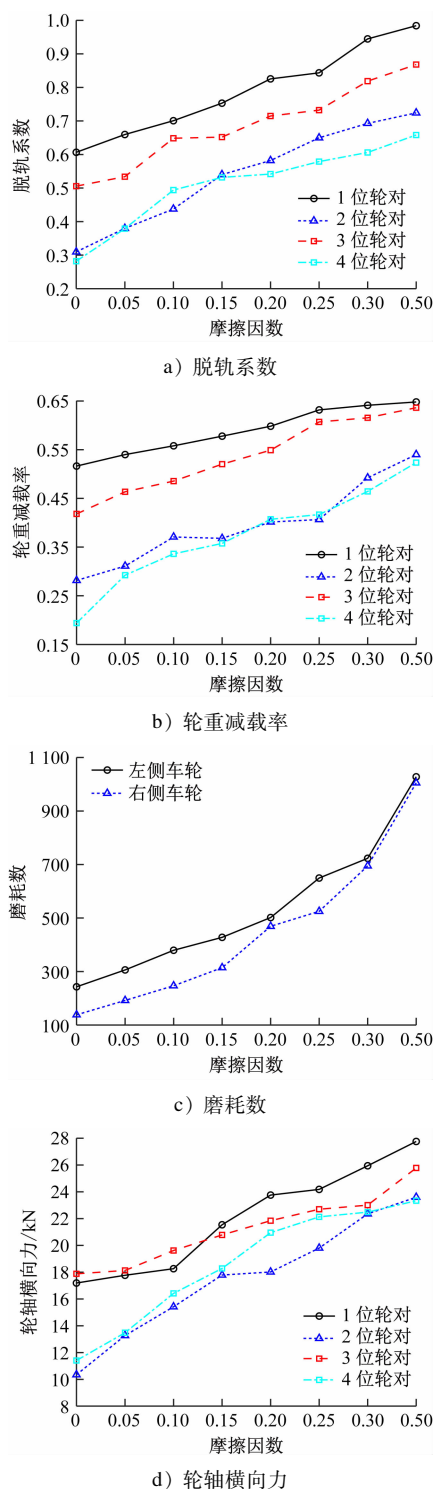 1.0
0.9
0.8
0.7
0.6
0.5
0.4
0.3
0.2
脱轨系数
1 位轮对
2 位轮对
3 位轮对
4 位轮对
0 0.05 0.10 0.15 0.20 0.25 0.30 0.50
摩擦因数
a）脱轨系数
0.65
0.55
0.45
0.35
0.25
0.15
轮重减载率
1 位轮对
2 位轮对
3 位轮对
4 位轮对
0 0.05 0.10 0.15 0.20 0.25 0.30 0.50
摩擦因数
b）轮重减载率
1 100
900
700
500
300
100
磨耗数
左侧车轮
右侧车轮
0 0.05 0.10 0.15 0.20 0.25 0.30 0.50
摩擦因数
c）磨耗数
28
26
24
22
20
18
16
14
12
10
8
轮轴横向力/kN
1 位轮对
2 位轮对
3 位轮对
4 位轮对
0 0.05 0.10 0.15 0.20 0.25 0.30 0.50
摩擦因数
d）轮轴横向力